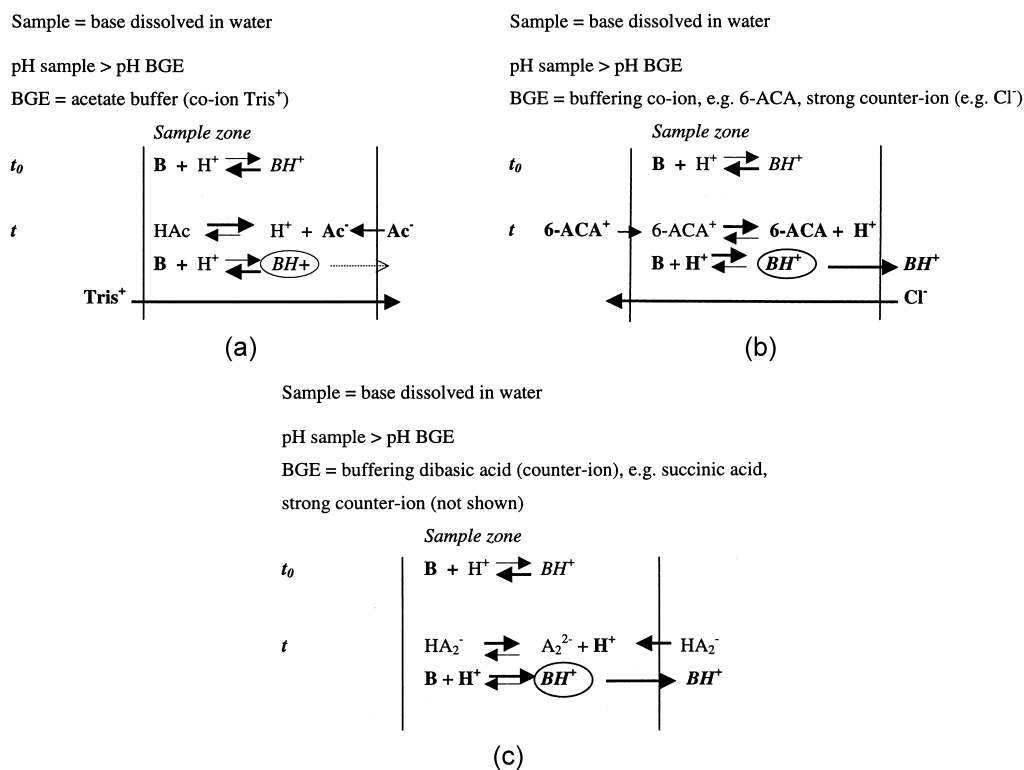 Sample = base dissolved in water
pH sample > pH BGE
BGE = acetate buffer (co-ion Tris⁺)
Sample zone
t₀ B + H⁺ ⇌ BH⁺
t HAc ⇌ H⁺ + Ac⁻ ← Ac⁻
B + H⁺ ⇌ BH+
Tris⁺
(a)
Sample = base dissolved in water
pH sample > pH BGE
BGE = buffering co-ion, e.g. 6-ACA, strong counter-ion (e.g. Cl⁻)
Sample zone
t₀ B + H⁺ ⇌ BH⁺
t 6-ACA⁺ → 6-ACA⁺ ⇌ 6-ACA + H⁺
B + H⁺ ⇌ BH⁺ → BH⁺
Cl⁻
(b)
Sample = base dissolved in water
pH sample > pH BGE
BGE = buffering dibasic acid (counter-ion), e.g. succinic acid,
strong counter-ion (not shown)
Sample zone
t₀ B + H⁺ ⇌ BH⁺
t HA₂⁻ ⇌ A₂²⁻ + H⁺ ← HA₂⁻
B + H⁺ ⇌ BH⁺ → BH⁺
(c)